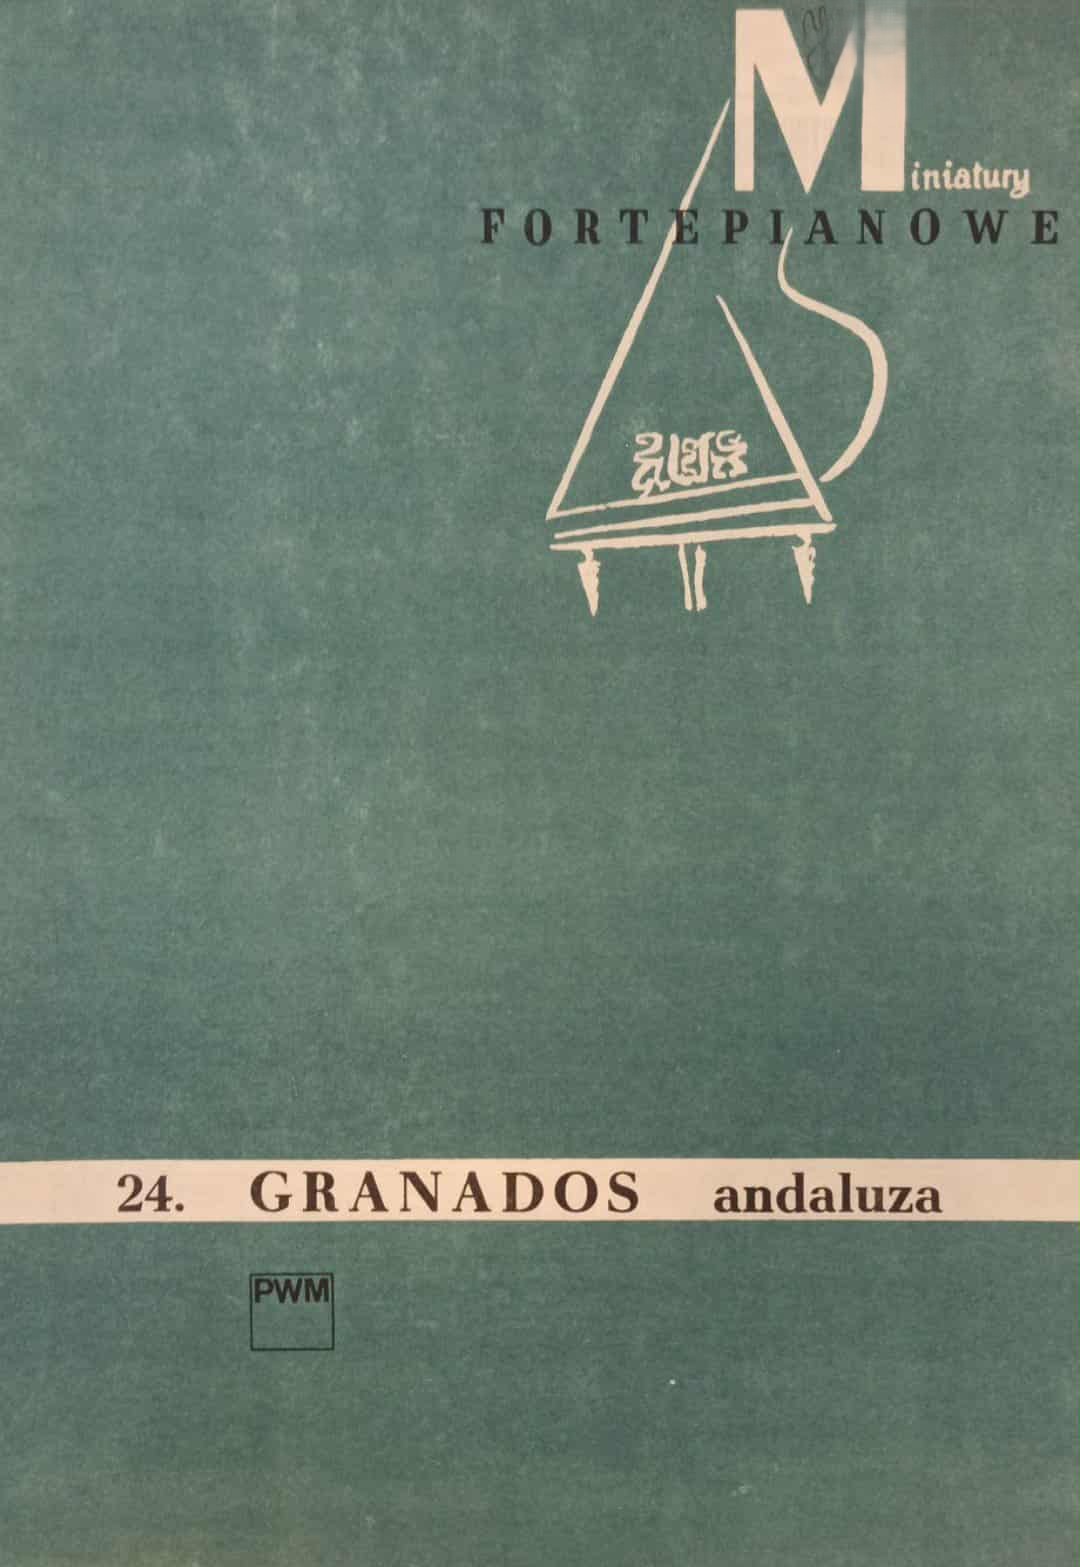 Miniatury
FORTEPIANOWE
24. GRANADOS andaluza
PWM